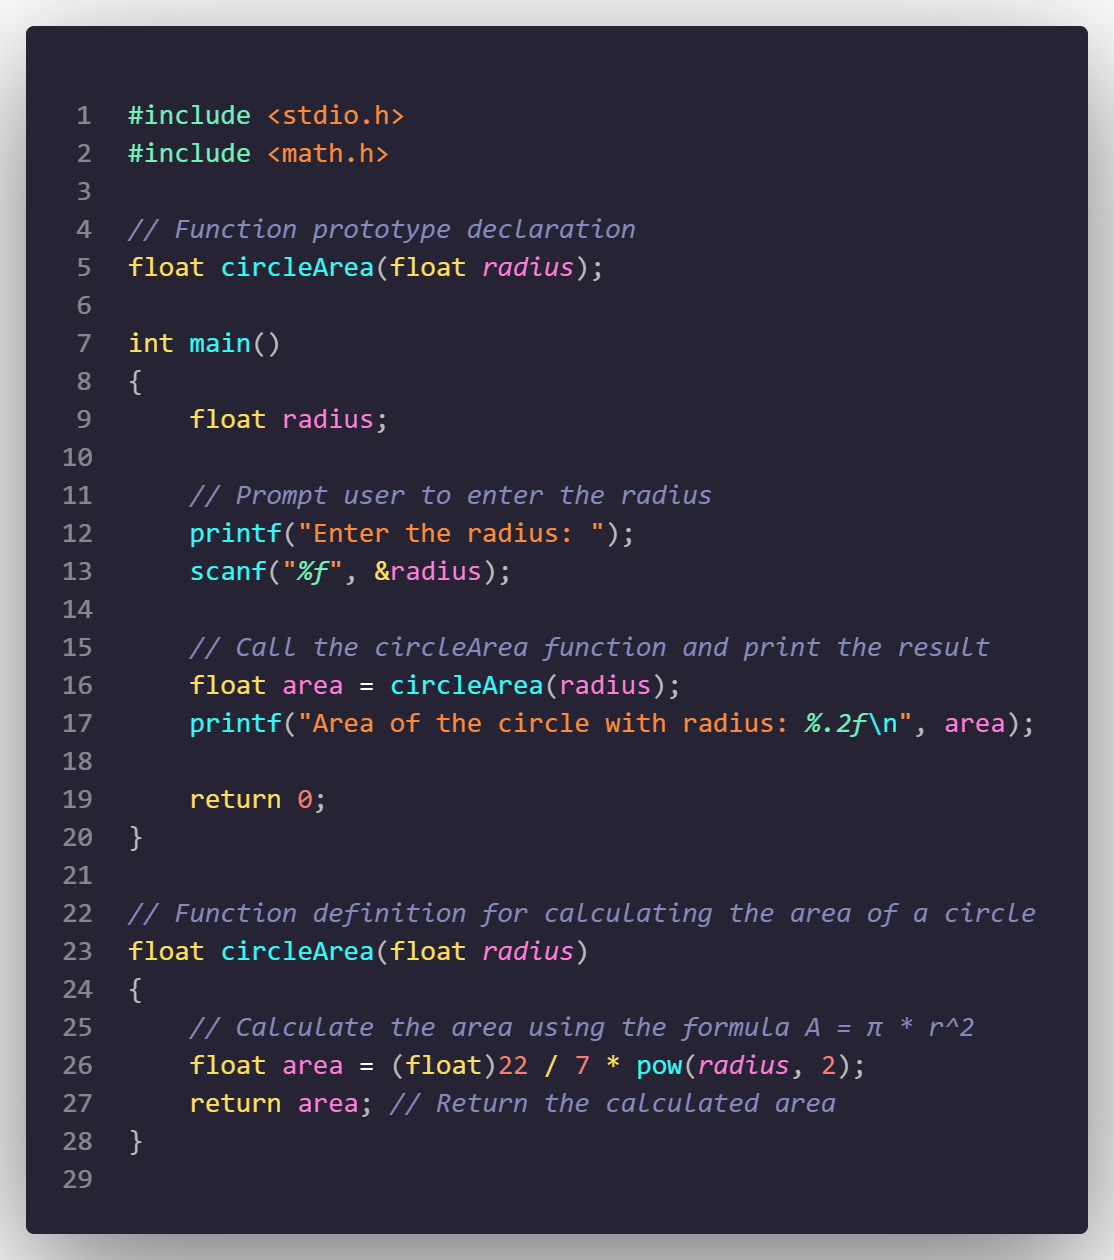 1 #include <stdio.h>
2 #include <math.h>
3
4 // Function prototype declaration
5 float circleArea(float radius);
6
7 int main()
8 {
9     float radius;
10
11     // Prompt user to enter the radius
12     printf("Enter the radius: ");
13     scanf("%f", &radius);
14
15     // Call the circleArea function and print the result
16     float area = circleArea(radius);
17     printf("Area of the circle with radius: %.2f\n", area);
18
19     return 0;
20 }
21
22 // Function definition for calculating the area of a circle
23 float circleArea(float radius)
24 {
25     // Calculate the area using the formula A = π * r^2
26     float area = (float)22 / 7 * pow(radius, 2);
27     return area; // Return the calculated area
28 }
29